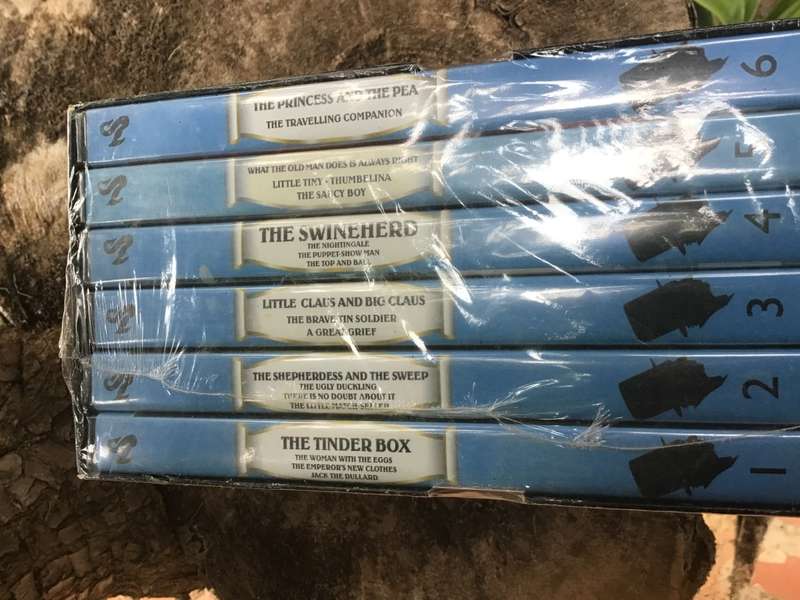 THE PRINCESS AND THE PEA
THE TRAVELLING COMPANION
6
WHAT THE OLD MAN DOES IS ALWAYS RIGHT
LITTLE TINY - THUMBELINA
THE SAUCY BOY
5
THE SWINEHERD
THE NIGHTINGALE
THE PUPPET-SHOW MAN
THE TOP AND BALL
4
LITTLE CLAUS AND BIG CLAUS
THE BRAVE TIN SOLDIER
A GREAT GRIEF
3
THE SHEPHERDESS AND THE SWEEP
THE UGLY DUCKLING
THERE IS NO DOUBT ABOUT IT
THE LITTLE MATCH-SELLER
2
THE TINDER BOX
THE WOMAN WITH THE EGGS
THE EMPEROR'S NEW CLOTHES
JACK THE DULLARD
1